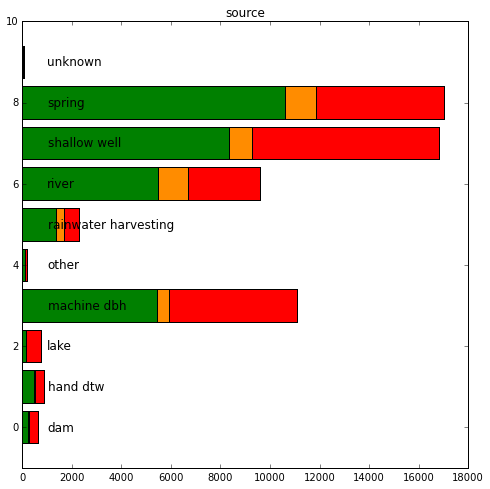 source
10
unknown
spring
8
shallow well
river
6
rainwater harvesting
other
4
machine dbh
lake
2
hand dtw
dam
0
0 2000 4000 6000 8000 10000 12000 14000 16000 18000